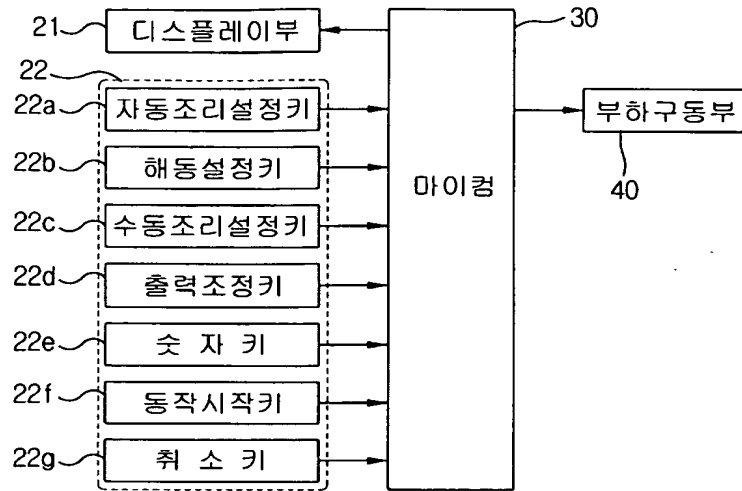 21 디스플레이부 30
22
22a 자동조리설정키 부하구동부
22b 해동설정키 마이컴 40
22c 수동조리설정키
22d 출력조정키
22e 숫 자 키
22f 동작시작키
22g 취 소 키